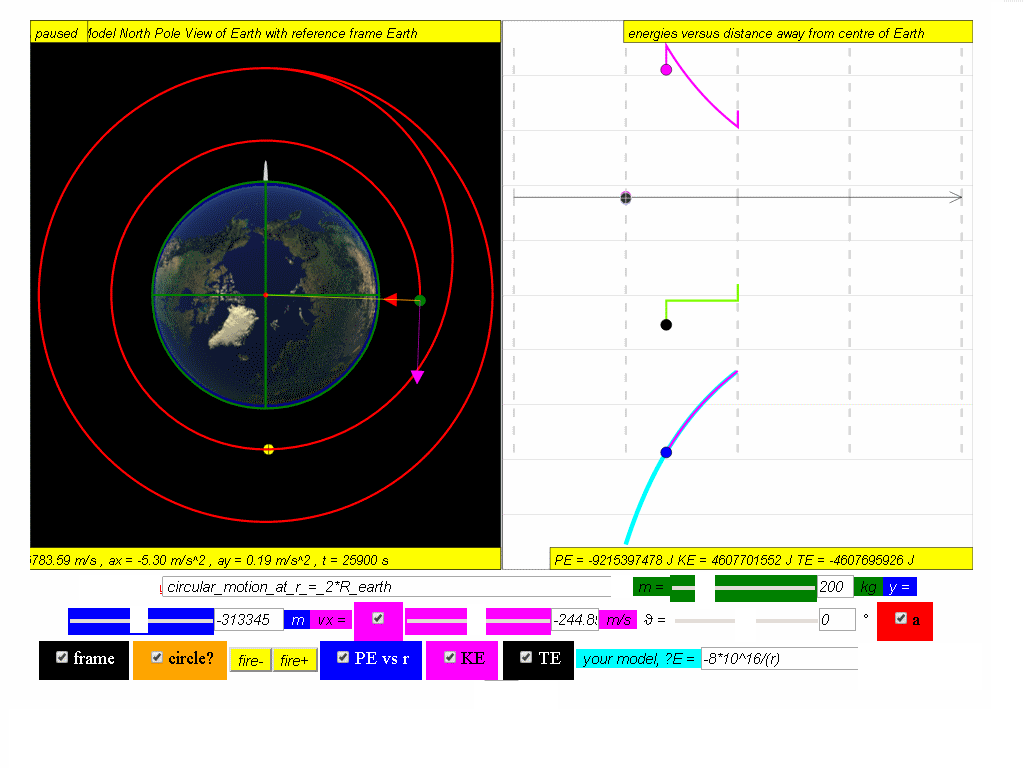 paused Model North Pole View of Earth with reference frame Earth
energies versus distance away from centre of Earth
783.59 m/s , ax = -5.30 m/s^2 , ay = 0.19 m/s^2 , t = 25900 s
PE = -9215397478 J KE = 4607701552 J TE = -4607695926 J
circular_motion_at_r_=_2*R_earth m = 200 kg y =
-313345 m vx = -244.8 m/s ϑ = 0 ° a
frame circle? fire- fire+ PE vs r KE TE your model, ?E = -8*10^16/(r)